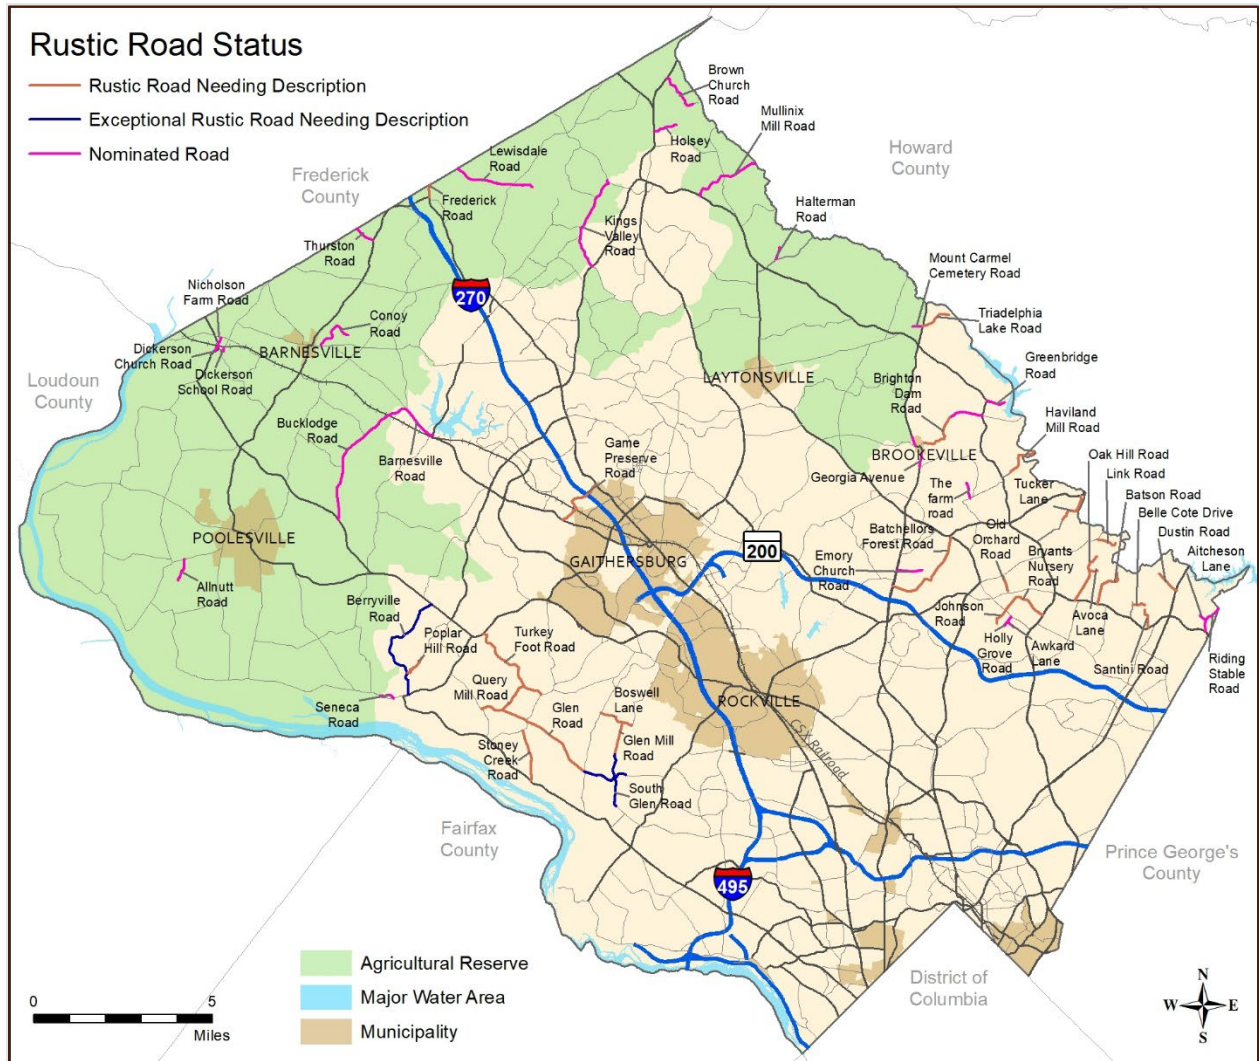 Rustic Road Status
Rustic Road Needing Description
Exceptional Rustic Road Needing Description
Nominated Road
Brown
Church
Road
Mullinix
Mill Road
Holsey
Road
Howard
County
Lewisdale
Road
Frederick
County
Frederick
Road
Kings
Valley
Road
Halterman
Road
Thurston
Road
Mount Carmel
Cemetery Road
Nicholson
Farm Road
270
Triadelphia
Lake Road
Conoy
Road
Dickerson
Church Road
BARNESVILLE
Dickerson
School Road
Loudoun
County
LAYTONSVILLE
Greenbridge
Road
Brighton
Dam
Road
Haviland
Mill Road
Bucklodge
Road
Barnesville
Road
Game
Preserve
Road
BROOKEVILLE
Georgia Avenue
The
farm
road
Tucker
Lane
Oak Hill Road
Link Road
Batson Road
Belle Cote Drive
Dustin Road
Aitcheson
Lane
POOLESVILLE
Batchellors
Forest Road
Old
Orchard
Road
Bryants
Nursery
Road
200
GAITHERSBURG
Emory
Church
Road
Allnutt
Road
Berryville
Road
Poplar
Hill Road
Turkey
Foot Road
Johnson
Road
Holly
Grove
Road
Awkard
Lane
Avoca
Lane
Santini Road
Riding
Stable
Road
Query
Mill Road
Seneca
Road
Glen
Road
Boswell
Lane
ROCKVILLE
Stoney
Creek
Road
Glen Mill
Road
CSX Railroad
South
Glen Road
Fairfax
County
Prince George's
County
495
District of
Columbia
Agricultural Reserve
Major Water Area
Municipality
0 5
Miles
N
W E
S